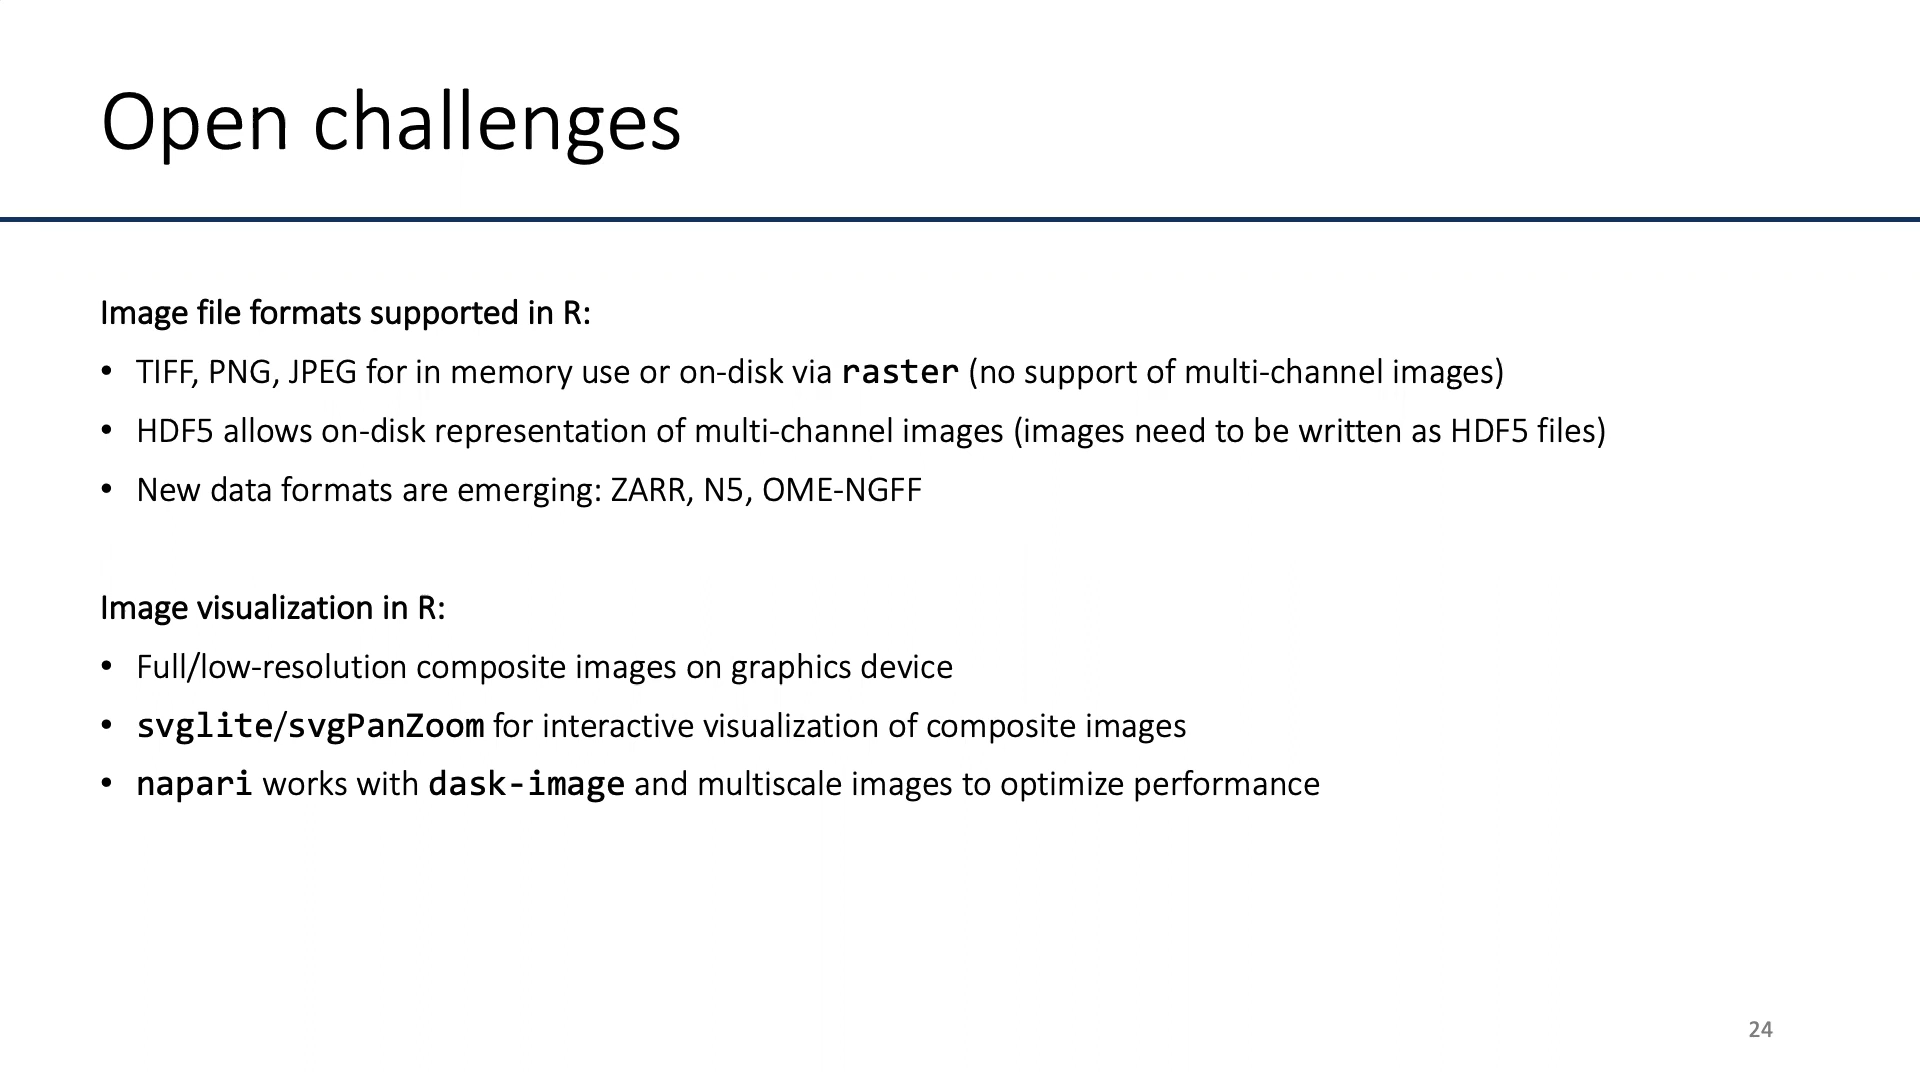 Open challenges
Image file formats supported in R:
• TIFF, PNG, JPEG for in memory use or on-disk via raster (no support of multi-channel images)
• HDF5 allows on-disk representation of multi-channel images (images need to be written as HDF5 files)
• New data formats are emerging: ZARR, N5, OME-NGFF
Image visualization in R:
• Full/low-resolution composite images on graphics device
• svglite/svgPanZoom for interactive visualization of composite images
• napari works with dask-image and multiscale images to optimize performance
24